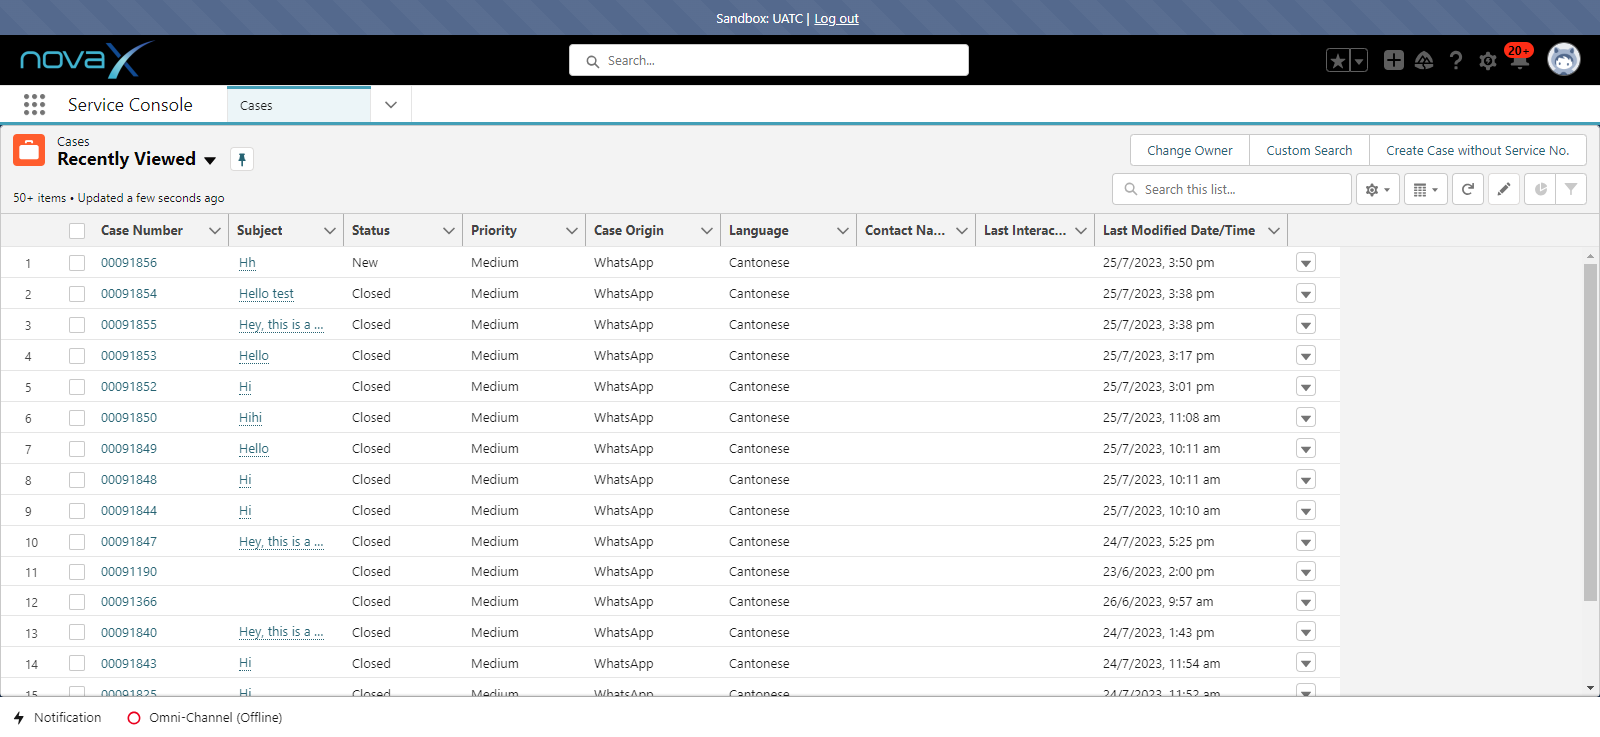 Sandbox: UATC | Log out
novaX
Search...
20+
Service Console
Cases
Cases
Recently Viewed
Change Owner
Custom Search
Create Case without Service No.
50+ items • Updated a few seconds ago
Search this list...
Case Number Subject Status Priority Case Origin Language Contact Na... Last Interac... Last Modified Date/Time
1 00091856 Hh New Medium WhatsApp Cantonese 25/7/2023, 3:50 pm
2 00091854 Hello test Closed Medium WhatsApp Cantonese 25/7/2023, 3:38 pm
3 00091855 Hey, this is a ... Closed Medium WhatsApp Cantonese 25/7/2023, 3:38 pm
4 00091853 Hello Closed Medium WhatsApp Cantonese 25/7/2023, 3:17 pm
5 00091852 Hi Closed Medium WhatsApp Cantonese 25/7/2023, 3:01 pm
6 00091850 Hihi Closed Medium WhatsApp Cantonese 25/7/2023, 11:08 am
7 00091849 Hello Closed Medium WhatsApp Cantonese 25/7/2023, 10:11 am
8 00091848 Hi Closed Medium WhatsApp Cantonese 25/7/2023, 10:11 am
9 00091844 Hi Closed Medium WhatsApp Cantonese 25/7/2023, 10:10 am
10 00091847 Hey, this is a ... Closed Medium WhatsApp Cantonese 24/7/2023, 5:25 pm
11 00091190 Closed Medium WhatsApp Cantonese 23/6/2023, 2:00 pm
12 00091366 Closed Medium WhatsApp Cantonese 26/6/2023, 9:57 am
13 00091840 Hey, this is a ... Closed Medium WhatsApp Cantonese 24/7/2023, 1:43 pm
14 00091843 Hi Closed Medium WhatsApp Cantonese 24/7/2023, 11:54 am
15 00091825 Hi Closed Medium WhatsApp Cantonese 24/7/2023, 11:52 am
Notification
Omni-Channel (Offline)